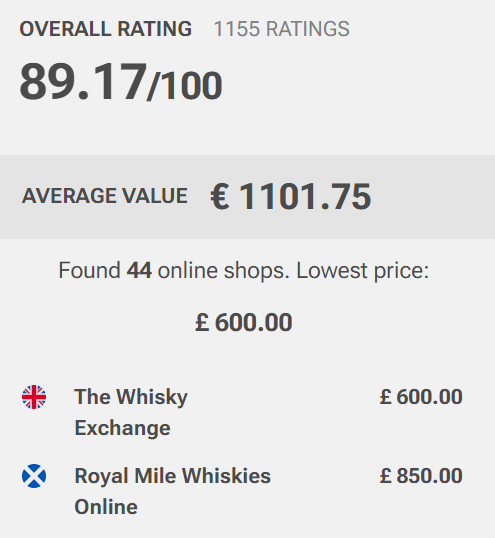 OVERALL RATING 1155 RATINGS
89.17/100
AVERAGE VALUE € 1101.75
Found 44 online shops. Lowest price:
£ 600.00
The Whisky £ 600.00
Exchange
Royal Mile Whiskies £ 850.00
Online